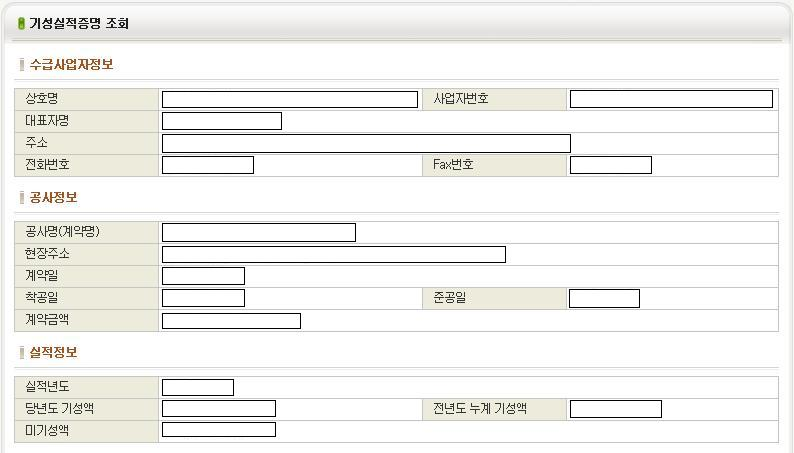 기성실적증명 조회
수급사업자정보
상호명 사업자번호
대표자명
주소
전화번호 Fax번호
공사정보
공사명(계약명)
현장주소
계약일
착공일 준공일
계약금액
실적정보
실적년도
당년도 기성액 전년도 누계 기성액
미기성액